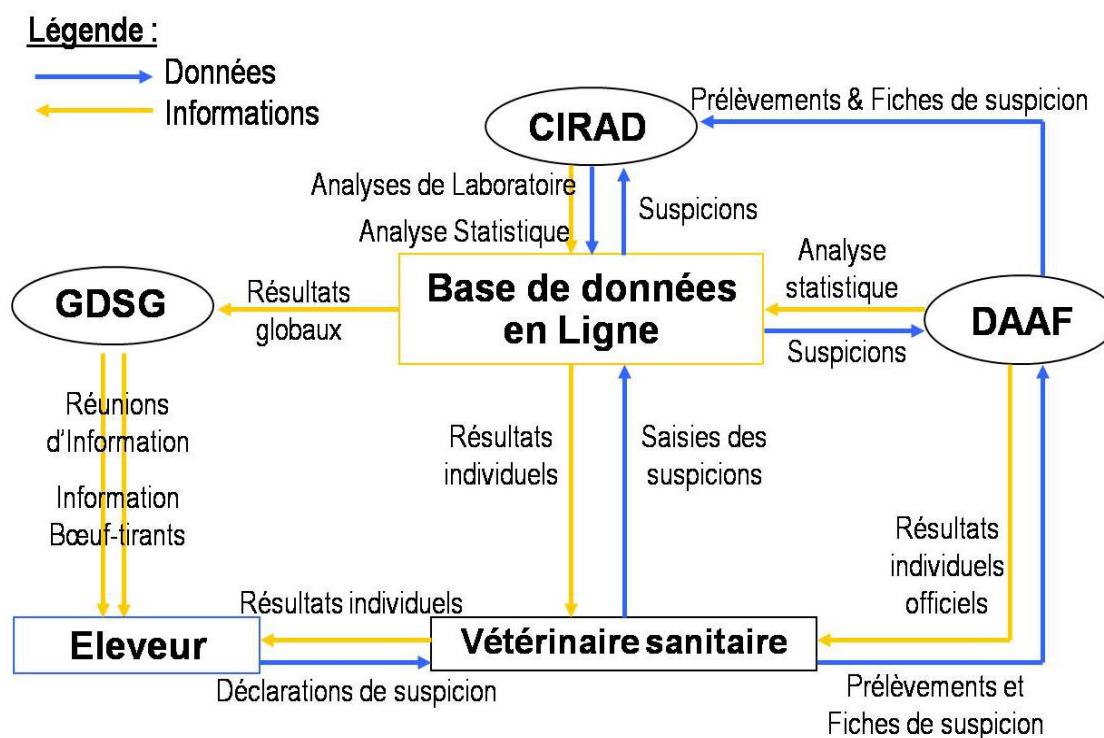 Légende :
Données
Informations
Prélèvements & Fiches de suspicion
CIRAD
Analyses de Laboratoire
Analyse Statistique
Suspicions
Analyse
statistique
GDSG
Résultats
globaux
Base de données
en Ligne
DAAF
Suspicions
Réunions
d'Information
Information
Bœuf-tirants
Résultats
individuels
Saisies des
suspicions
Résultats
individuels
officiels
Résultats individuels
Eleveur
Vétérinaire sanitaire
Déclarations de suspicion
Prélèvements et
Fiches de suspicion